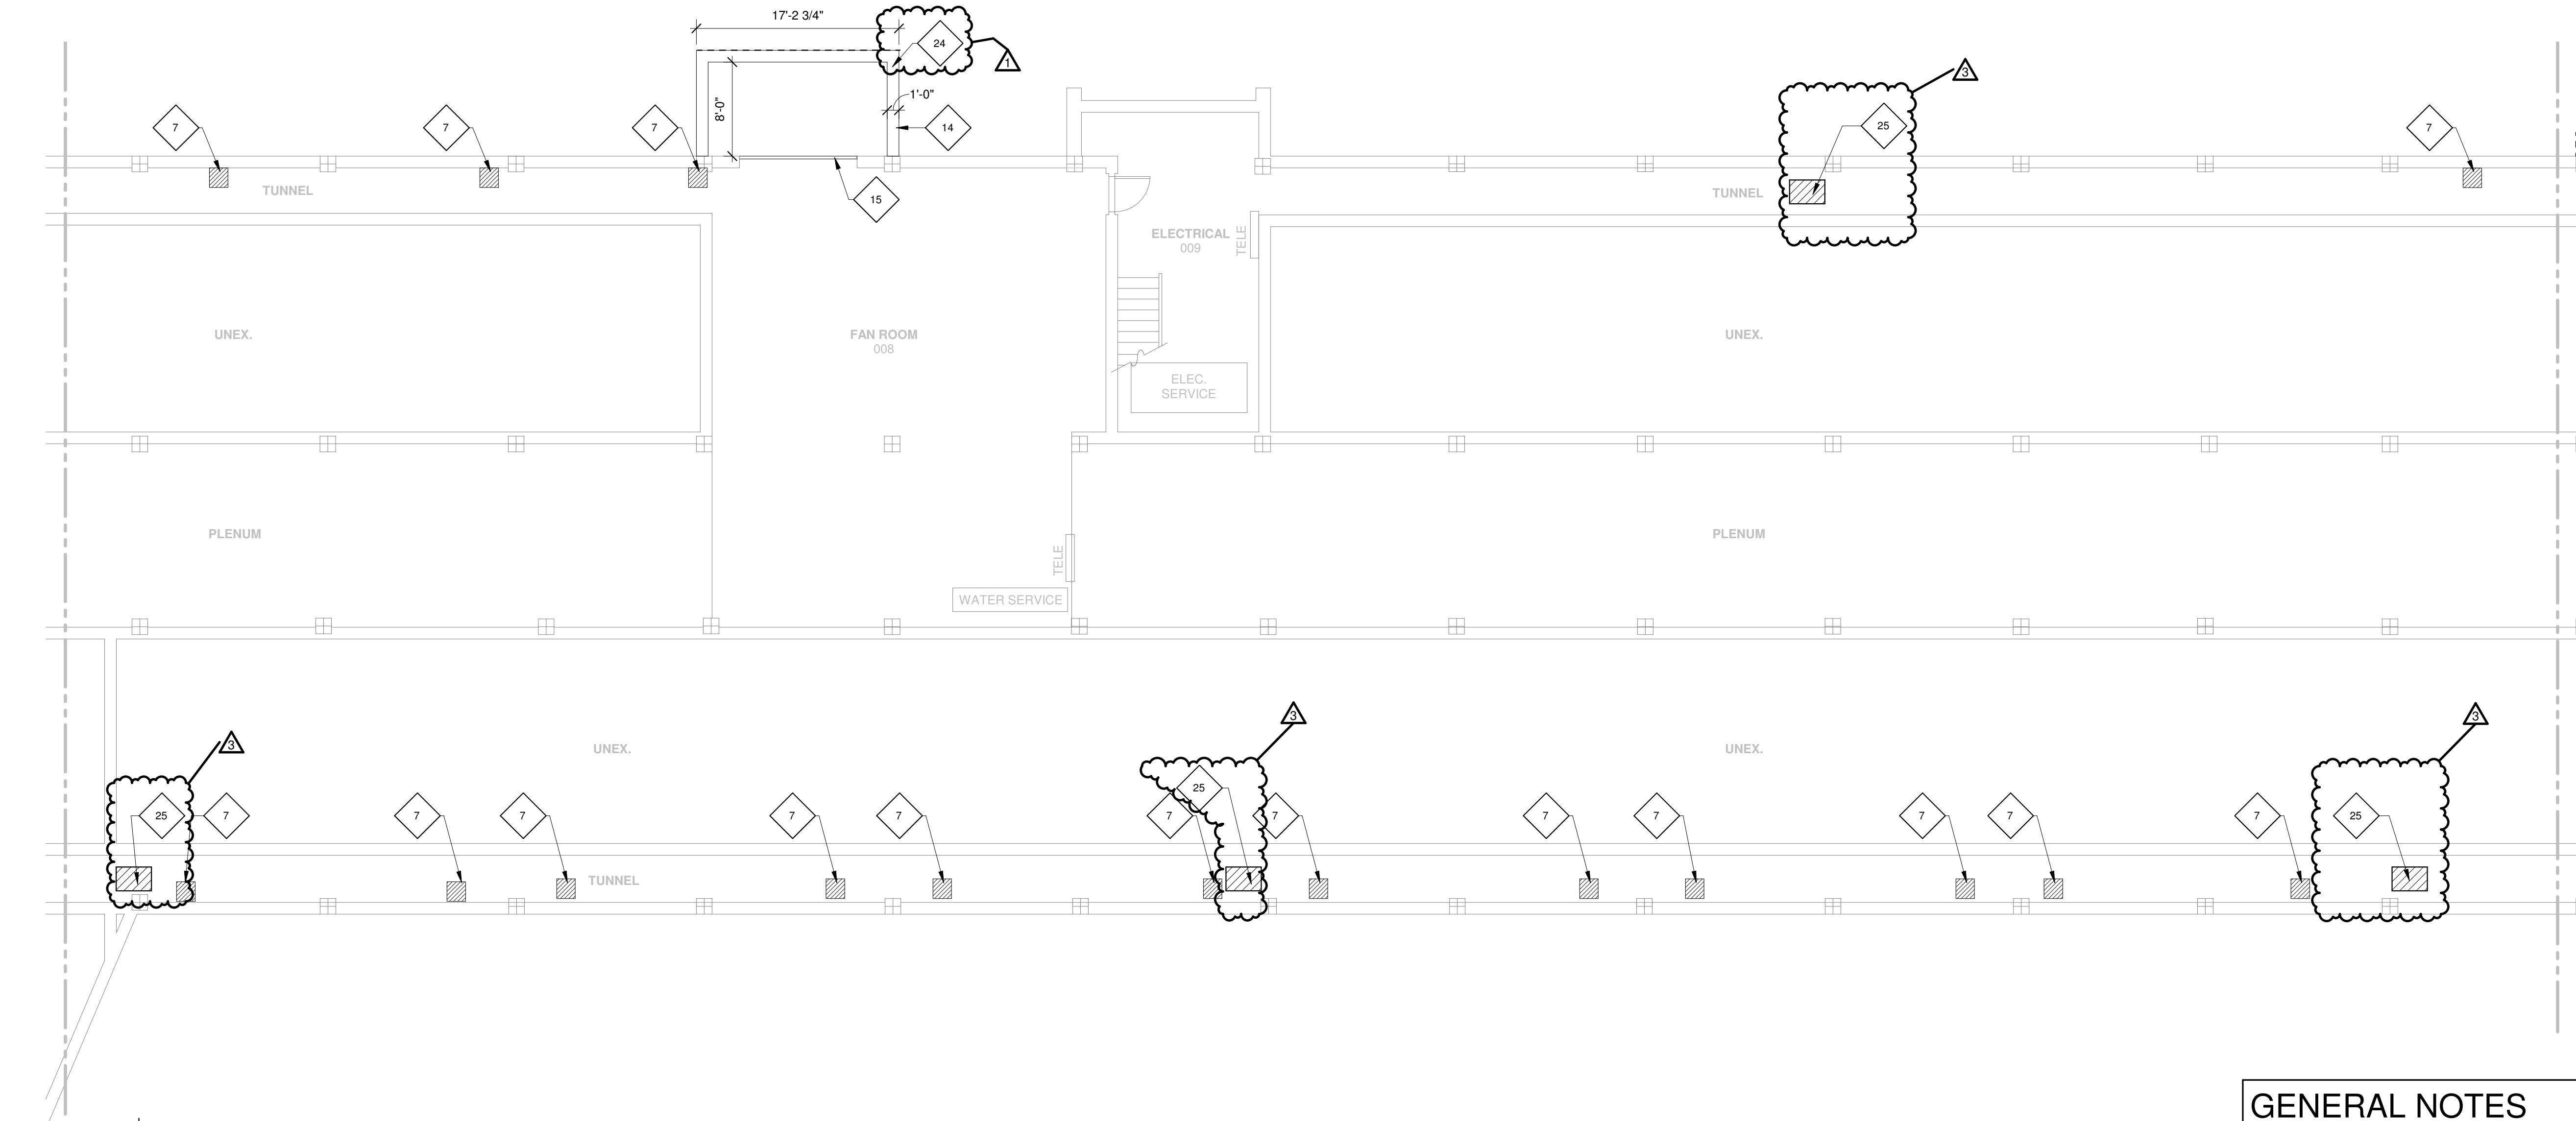 17'-2 3/4"
24
1
3
8'-0"
1'-0"
7
7
7
14
25
7
TUNNEL
15
TUNNEL
ELECTRICAL
009
TELE
UNEX.
FAN ROOM
008
UNEX.
ELEC.
SERVICE
PLENUM
PLENUM
TELE
WATER SERVICE
3
3
3
UNEX.
UNEX.
25
25
7
7
7
7
7
7
7
7
7
7
7
7
25
TUNNEL
GENERAL NOTES